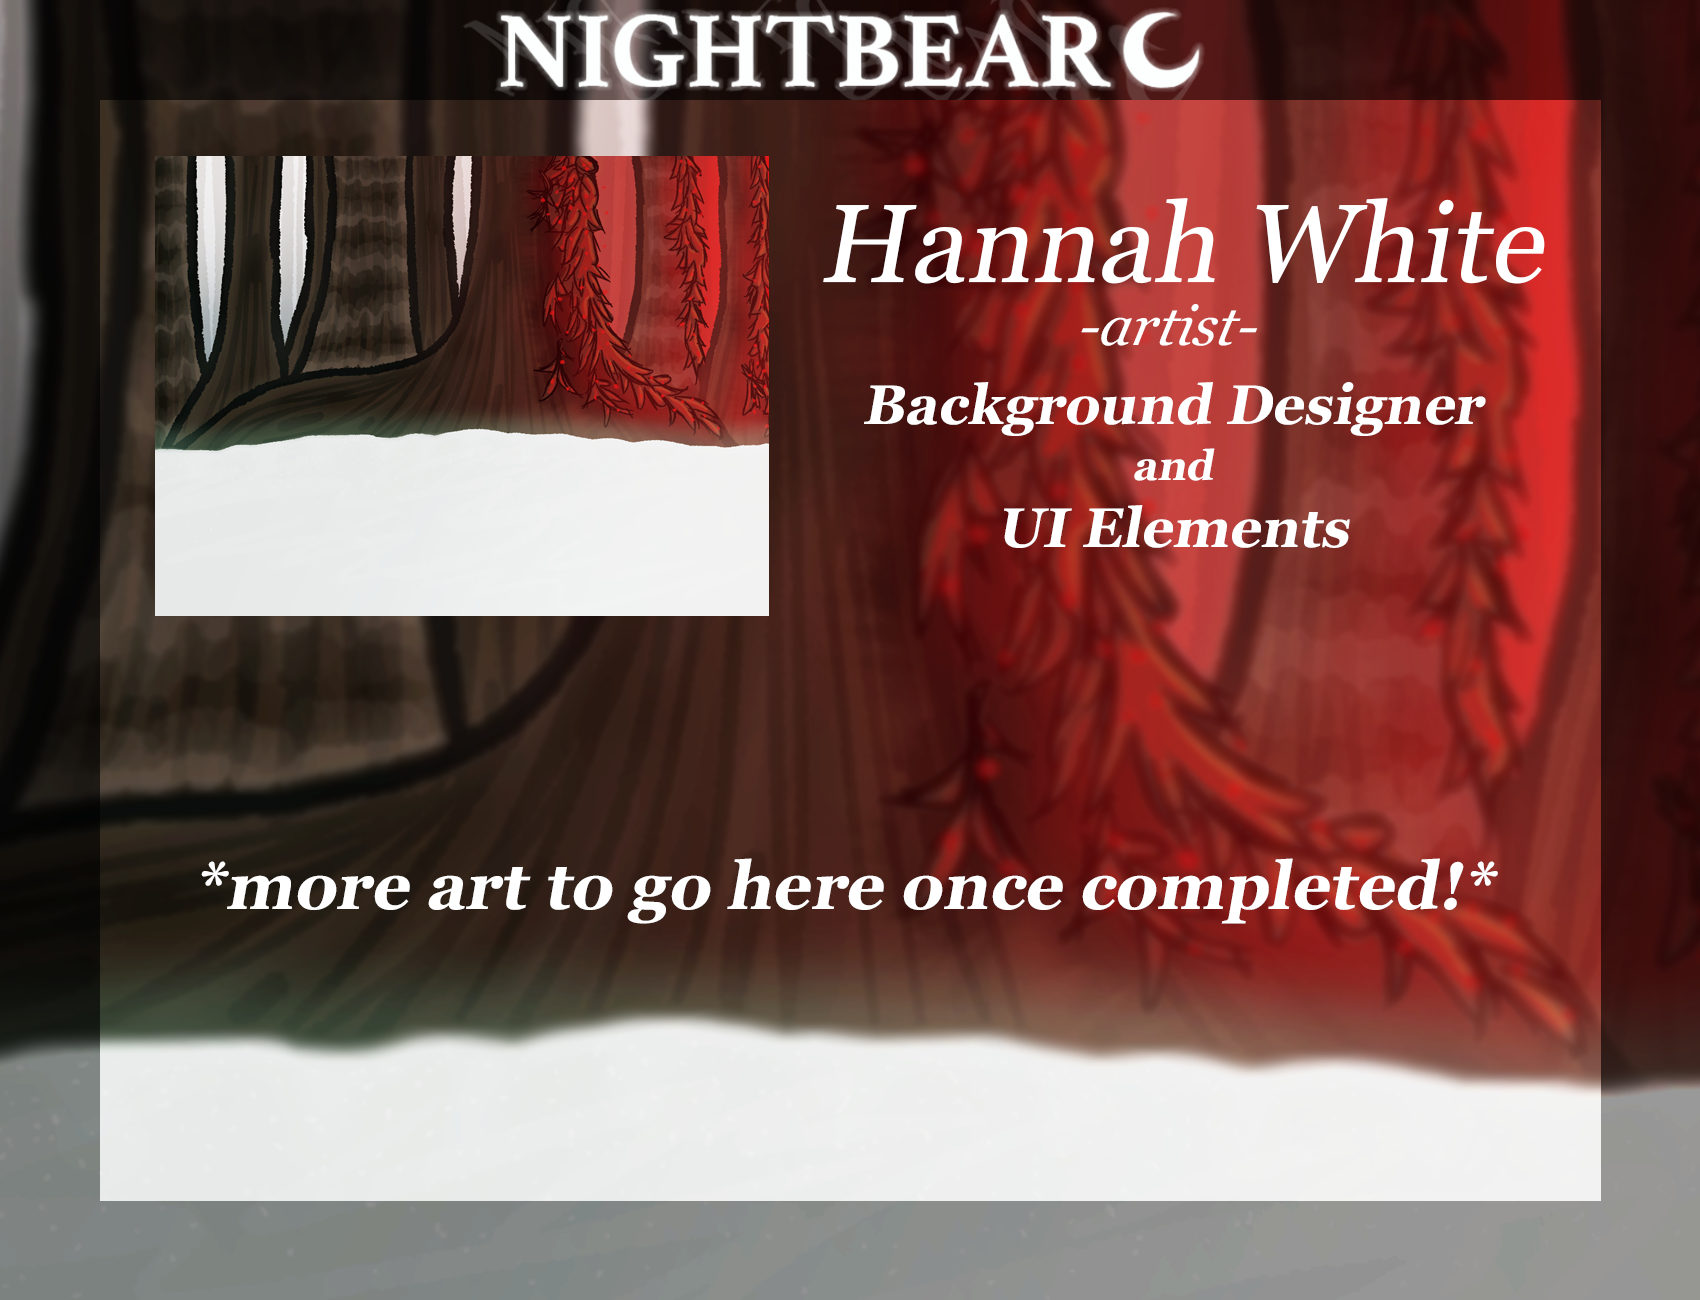 NIGHTBEAR
Hannah White
-artist-
Background Designer
and
UI Elements
*more art to go here once completed!*